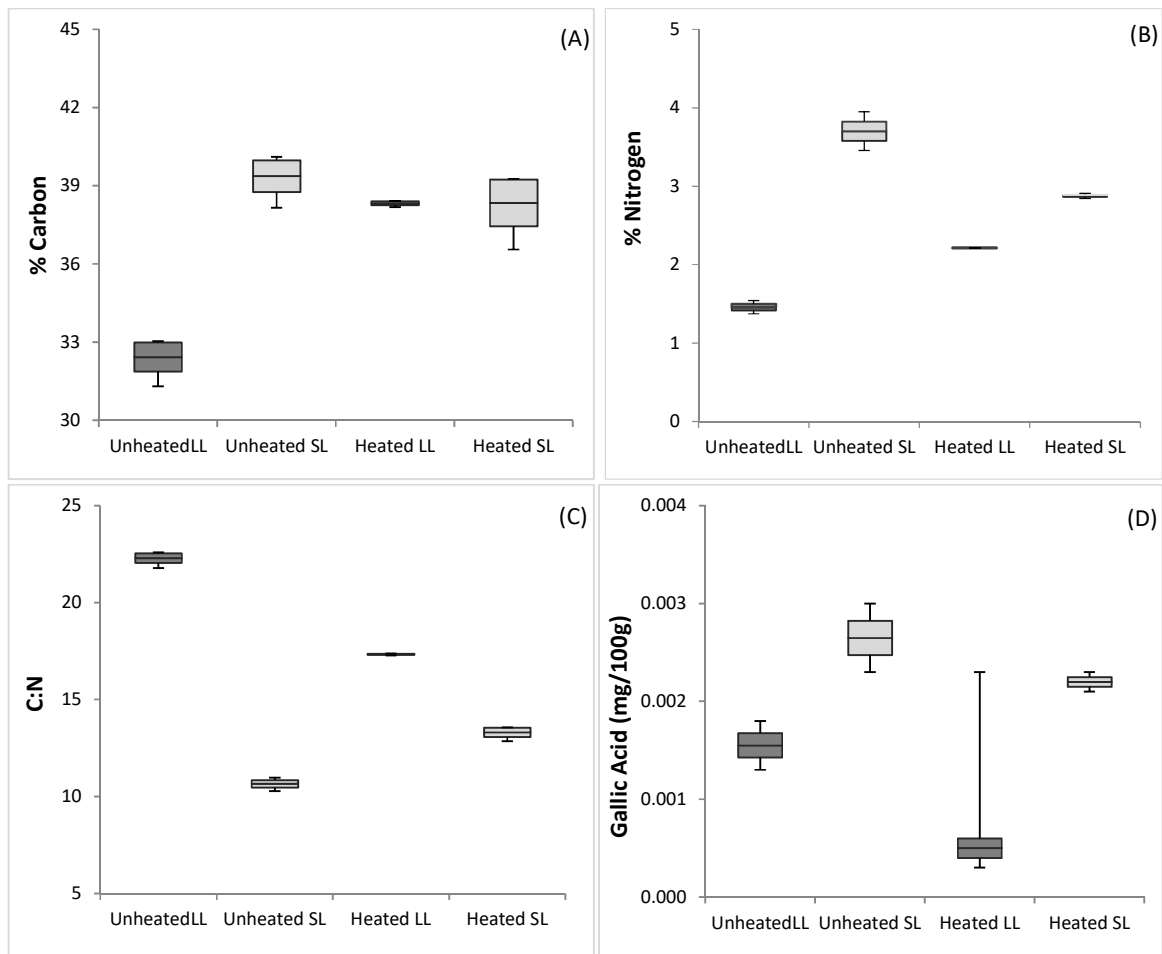 (A)
% Carbon
45
42
39
36
33
30
UnheatedLL Unheated SL Heated LL Heated SL
(B)
% Nitrogen
5
4
3
2
1
0
UnheatedLL Unheated SL Heated LL Heated SL
(C)
C:N
25
20
15
10
5
UnheatedLL Unheated SL Heated LL Heated SL
(D)
Gallic Acid (mg/100g)
0.004
0.003
0.002
0.001
0.000
UnheatedLL Unheated SL Heated LL Heated SL